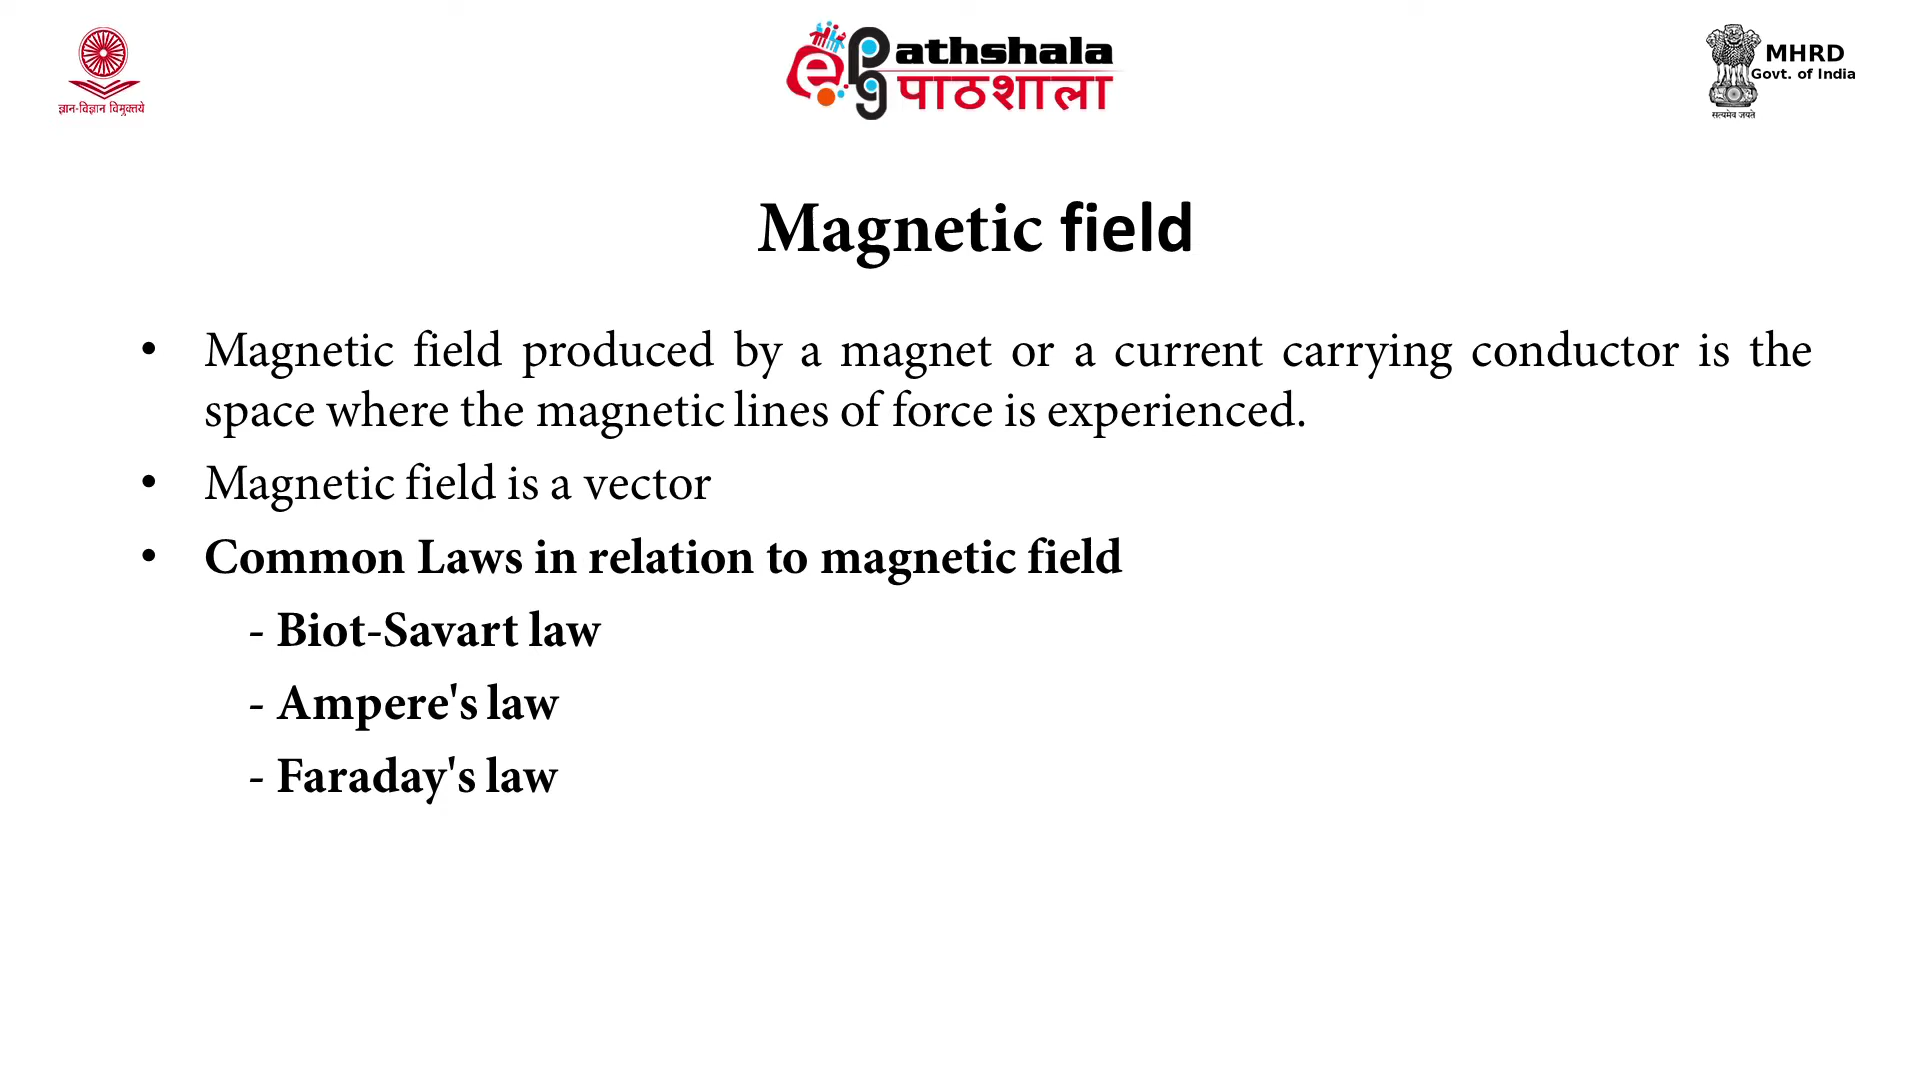 ज्ञान-विज्ञान विमुक्तये
ePG Pathshala
पाठशाला
MHRD
Govt. of India
सत्यमेव जयते
Magnetic field
• Magnetic field produced by a magnet or a current carrying conductor is the
space where the magnetic lines of force is experienced.
• Magnetic field is a vector
• Common Laws in relation to magnetic field
- Biot-Savart law
- Ampere's law
- Faraday's law